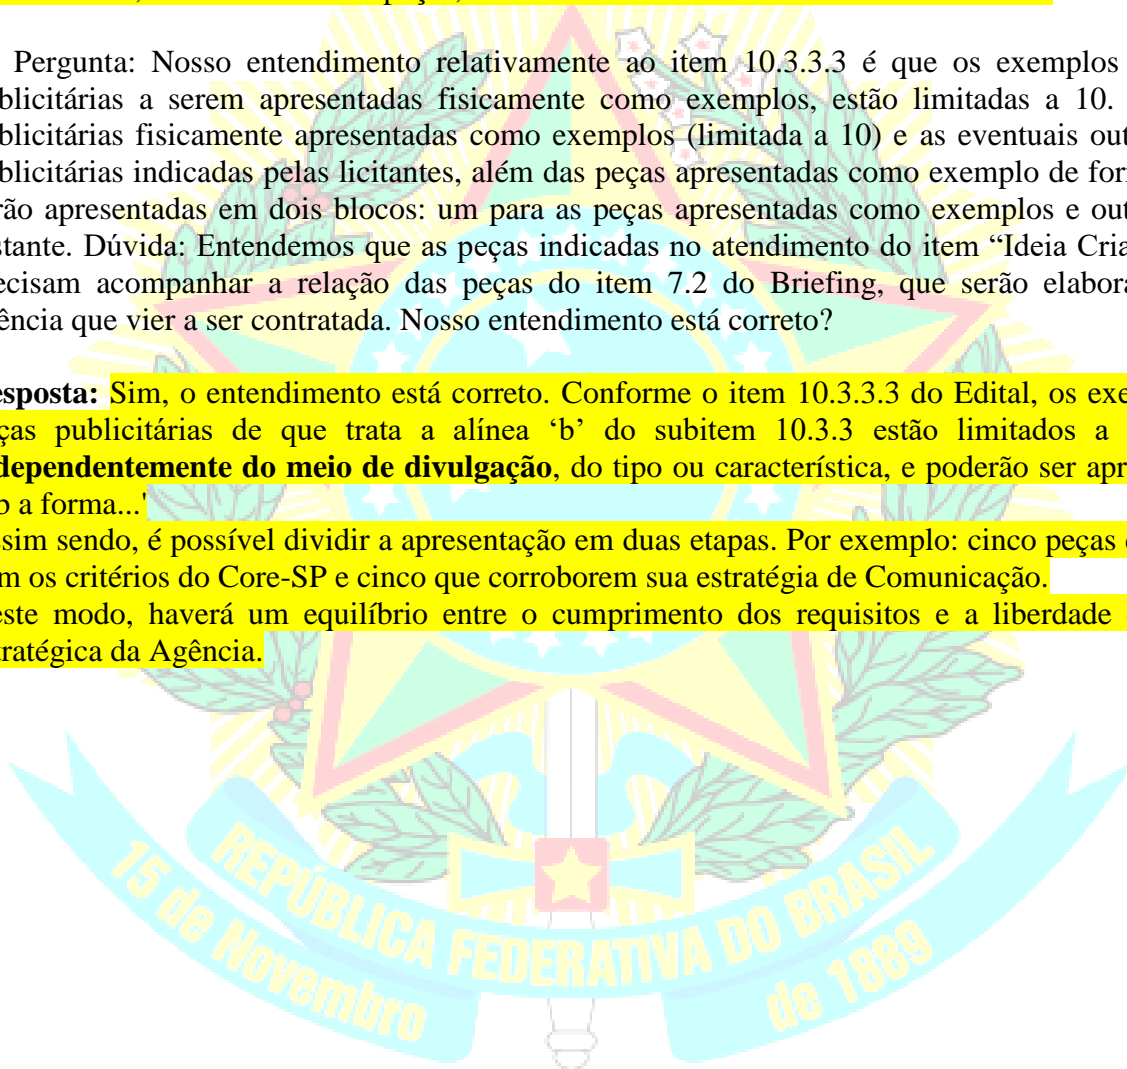 Pergunta: Nosso entendimento relativamente ao item 10.3.3.3 é que os exemplos
blicitárias a serem apresentadas fisicamente como exemplos, estão limitadas a 10.
blicitárias fisicamente apresentadas como exemplos (limitada a 10) e as eventuais out
blicitárias indicadas pelas licitantes, além das peças apresentadas como exemplo de for
rão apresentadas em dois blocos: um para as peças apresentadas como exemplos e out
stante. Dúvida: Entendemos que as peças indicadas no atendimento do item “Ideia Cria
ecisam acompanhar a relação das peças do item 7.2 do Briefing, que serão elabora
ência que vier a ser contratada. Nosso entendimento está correto?
esposta: Sim, o entendimento está correto. Conforme o item 10.3.3.3 do Edital, os exe
ças publicitárias de que trata a alínea ‘b’ do subitem 10.3.3 estão limitados a
dependentemente do meio de divulgação, do tipo ou característica, e poderão ser apr
b a forma...'
ssim sendo, é possível dividir a apresentação em duas etapas. Por exemplo: cinco peças
m os critérios do Core-SP e cinco que corroborem sua estratégia de Comunicação.
este modo, haverá um equilíbrio entre o cumprimento dos requisitos e a liberdade
tratégica da Agência.
REPÚBLICA FEDERATIVA DO BRASIL
15 de Novembro de 1889